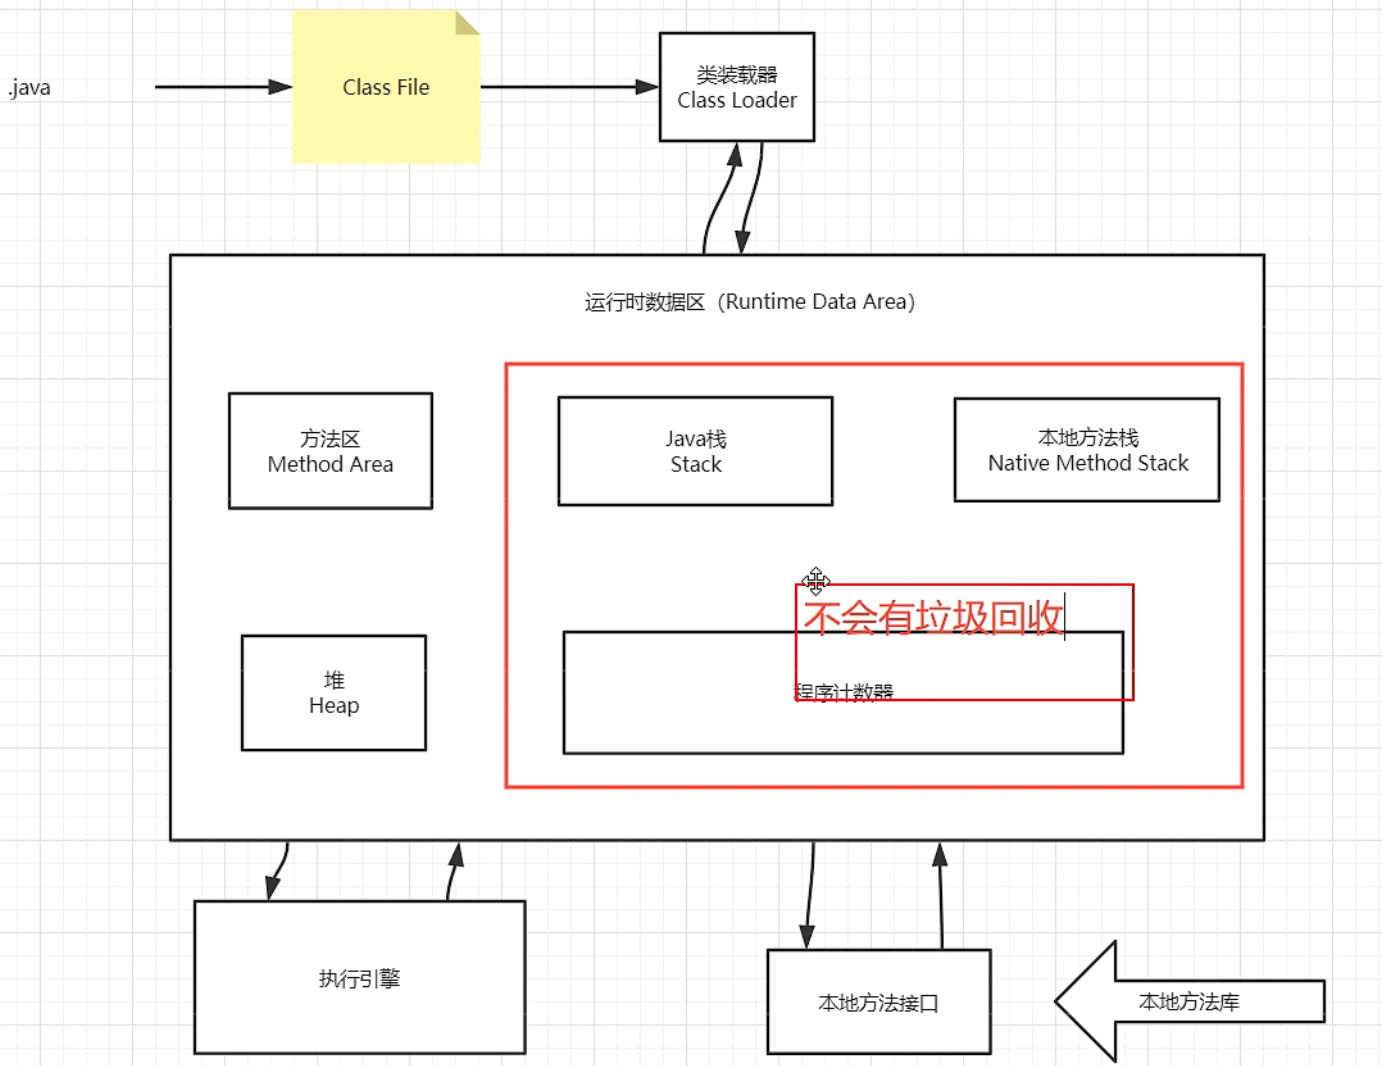 .java
Class File
类装载器
Class Loader
运行时数据区（Runtime Data Area）
方法区
Method Area
Java栈
Stack
本地方法栈
Native Method Stack
不会有垃圾回收
堆
Heap
程序计数器
执行引擎
本地方法接口
本地方法库